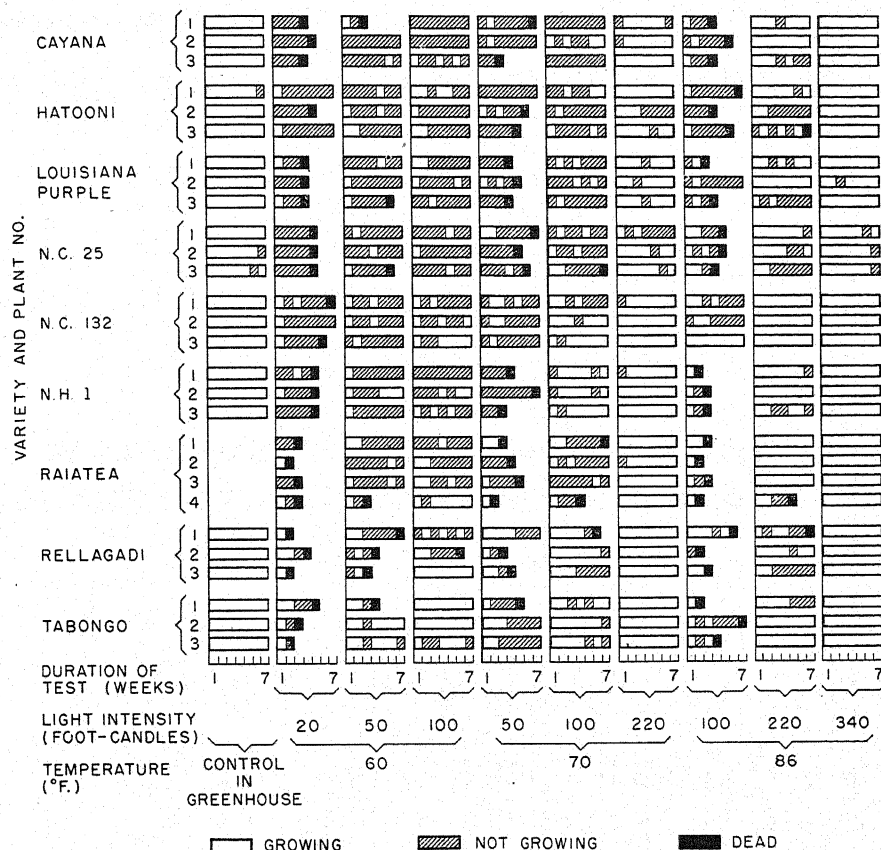 VARIETY AND PLANT NO.
CAYANA
1
2
3
HATOONI
1
2
3
LOUISIANA
PURPLE
1
2
3
N.C. 25
1
2
3
N.C. 132
1
2
3
N.H. 1
1
2
3
RAIATEA
1
2
3
4
RELLAGADI
1
2
3
TABONGO
1
2
3
DURATION OF
TEST (WEEKS)
1 7 1 7 1 7 1 7 1 7 1 7 1 7 1 7 1 7 1 7
LIGHT INTENSITY
(FOOT-CANDLES)
20 50 100 50 100 220 100 220 340
TEMPERATURE
(°F.)
CONTROL
IN
GREENHOUSE
60 70 86
GROWING NOT GROWING DEAD